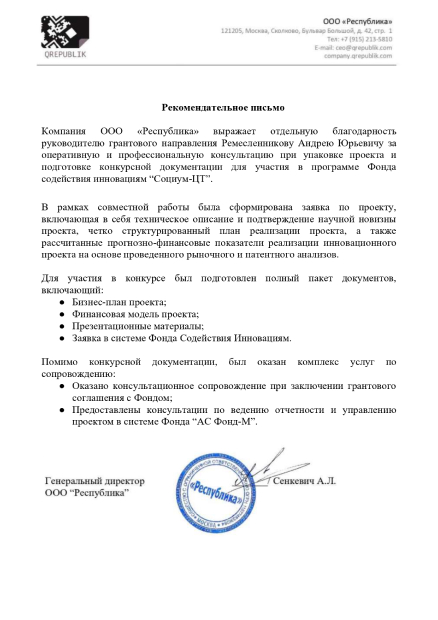 QREPUBLIK
ООО «Республика»
121205, Москва, Сколково, Бульвар Большой, д. 42, стр. 1
Тел: +7 (915) 213-5810
E-mail: ceo@qrepublik.com
company.qrepublik.com
Рекомендательное письмо
Компания ООО «Республика» выражает отдельную благодарность
руководителю грантового направления Ремесленникову Андрею Юрьевичу за
оперативную и профессиональную консультацию при упаковке проекта и
подготовке конкурсной документации для участия в программе Фонда
содействия инновациям “Социум-ЦТ”.
В рамках совместной работы была сформирована заявка по проекту,
включающая в себя техническое описание и подтверждение научной новизны
проекта, четко структурированный план реализации проекта, а также
рассчитанные прогнозно-финансовые показатели реализации инновационного
проекта на основе проведенного рыночного и патентного анализов.
Для участия в конкурсе был подготовлен полный пакет документов,
включающий:
● Бизнес-план проекта;
● Финансовая модель проекта;
● Презентационные материалы;
● Заявка в системе Фонда Содействия Инновациям.
Помимо конкурсной документации, был оказан комплекс услуг по
сопровождению:
● Оказано консультационное сопровождение при заключении грантового
соглашения с Фондом;
● Предоставлены консультации по ведению отчетности и управлению
проектом в системе Фонда “АС Фонд-М”.
Генеральный директор
ООО “Республика”
«Республика»
МОСКВА
/ Сенкевич А.Л.